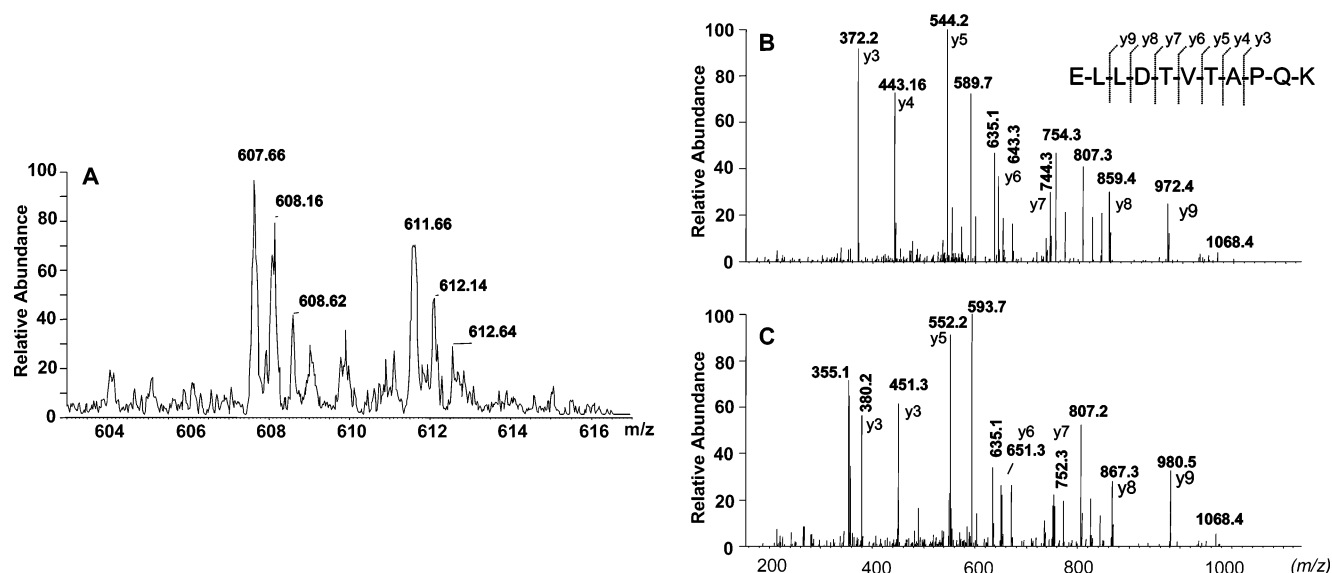 A
607.66
608.16
608.62
611.66
612.14
612.64
Relative Abundance
100
80
60
40
20
0
604 606 608 610 612 614 616 m/z
B
y9 y8 y7 y6 y5 y4 y3
E-L-L-D-T-V-T-A-P-Q-K
Relative Abundance
100
80
60
40
20
0
372.2
y3
443.16
y4
544.2
y5
589.7
635.1
643.3
y6
744.3
y7
754.3
807.3
859.4
y8
972.4
y9
1068.4
C
Relative Abundance
100
80
60
40
20
0
355.1
380.2
y3
451.3
y3
552.2
y5
593.7
635.1
y6
651.3
y7
752.3
807.2
867.3
y8
980.5
y9
1068.4
200 400 600 800 1000 (m/z)